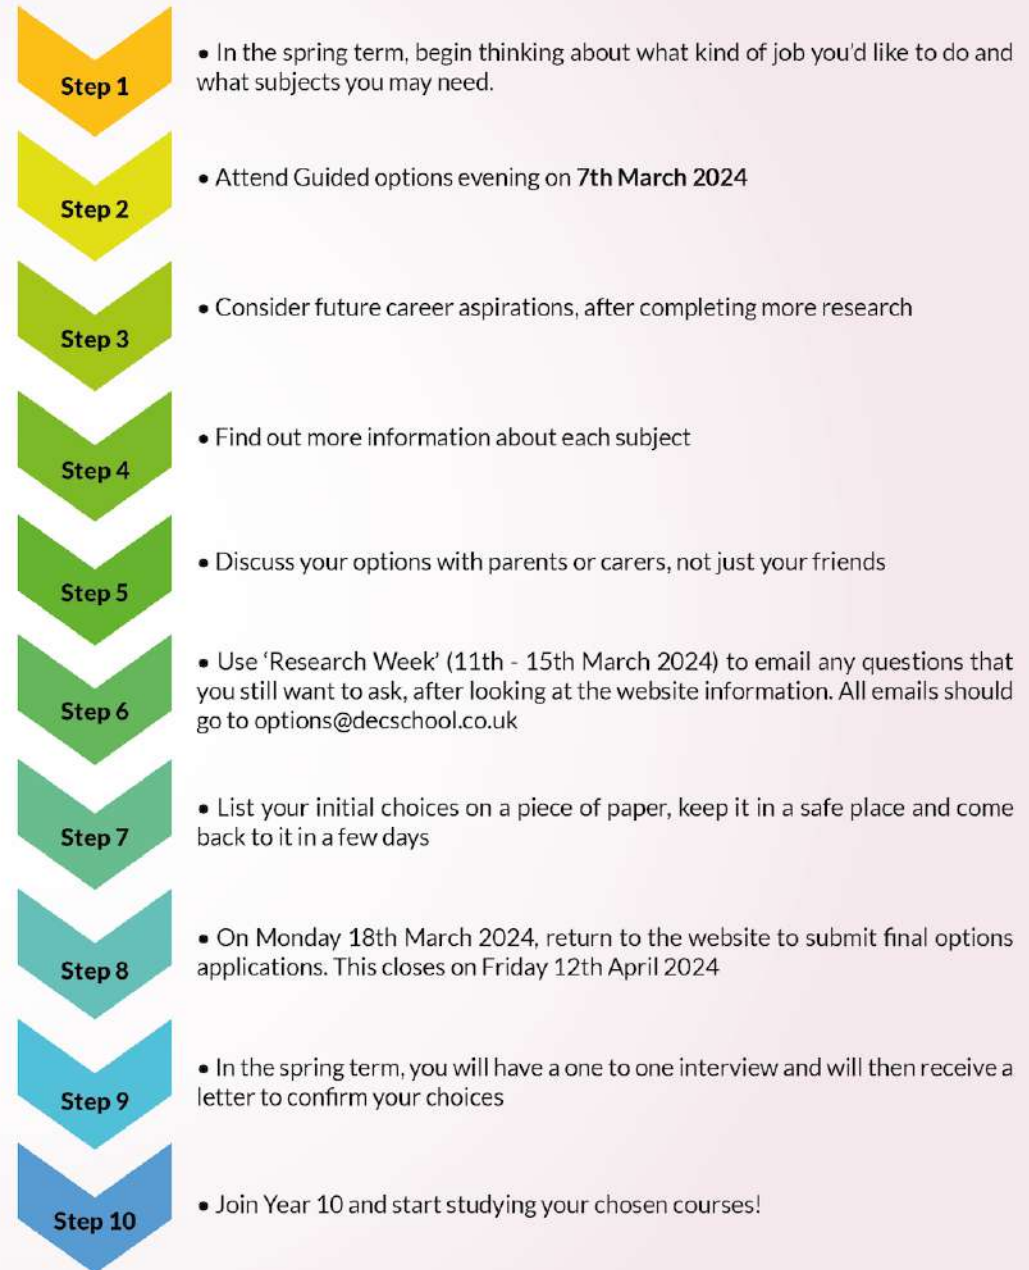 Step 1
• In the spring term, begin thinking about what kind of job you'd like to do and
what subjects you may need.
Step 2
• Attend Guided options evening on 7th March 2024
Step 3
• Consider future career aspirations, after completing more research
Step 4
• Find out more information about each subject
Step 5
• Discuss your options with parents or carers, not just your friends
Step 6
• Use ‘Research Week’ (11th - 15th March 2024) to email any questions that
you still want to ask, after looking at the website information. All emails should
go to options@decschool.co.uk
Step 7
• List your initial choices on a piece of paper, keep it in a safe place and come
back to it in a few days
Step 8
• On Monday 18th March 2024, return to the website to submit final options
applications. This closes on Friday 12th April 2024
Step 9
• In the spring term, you will have a one to one interview and will then receive a
letter to confirm your choices
Step 10
• Join Year 10 and start studying your chosen courses!